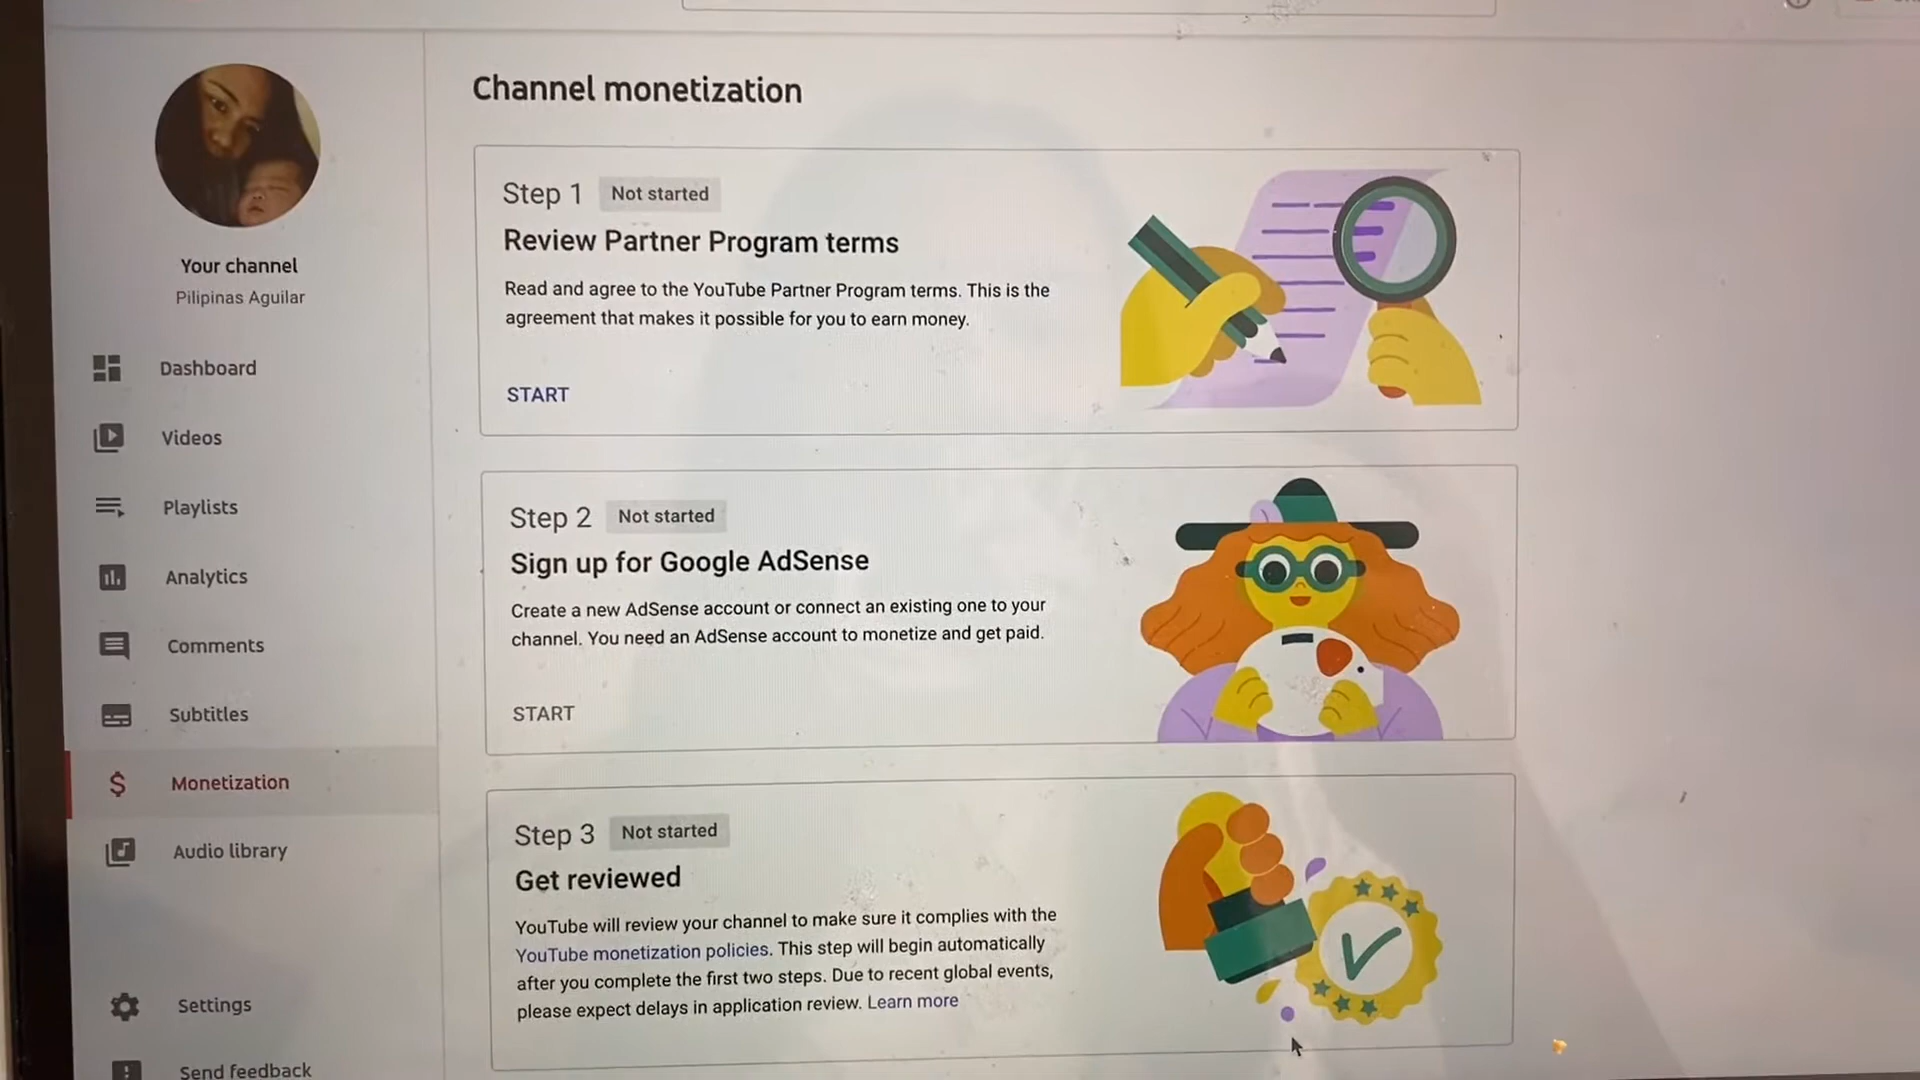 Channel monetization
Your channel
Pilipinas Aguilar
Dashboard
Videos
Playlists
Analytics
Comments
Subtitles
Monetization
Audio library
Settings
Send feedback
Step 1 Not started
Review Partner Program terms
Read and agree to the YouTube Partner Program terms. This is the
agreement that makes it possible for you to earn money.
START
Step 2 Not started
Sign up for Google AdSense
Create a new AdSense account or connect an existing one to your
channel. You need an AdSense account to monetize and get paid.
START
Step 3 Not started
Get reviewed
YouTube will review your channel to make sure it complies with the
YouTube monetization policies. This step will begin automatically
after you complete the first two steps. Due to recent global events,
please expect delays in application review. Learn more